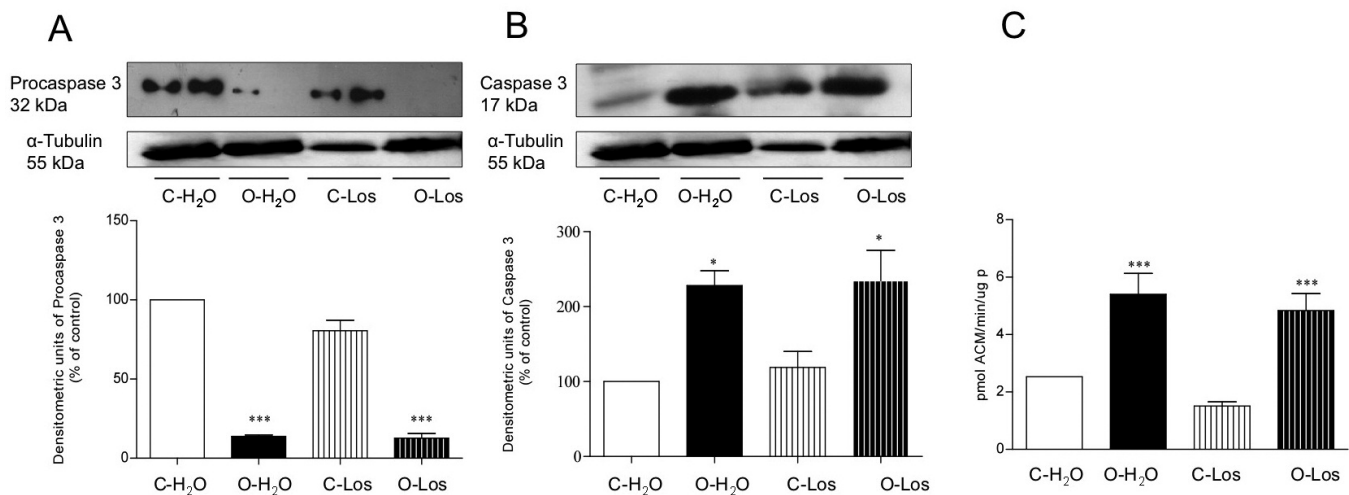 A
B
C
Procaspase 3
32 kDa
α-Tubulin
55 kDa
C-H₂O
O-H₂O
C-Los
O-Los
Caspase 3
17 kDa
α-Tubulin
55 kDa
C-H₂O
O-H₂O
C-Los
O-Los
Densitometric units of Procaspase 3
(% of control)
150
100
50
0
***
***
C-H₂O
O-H₂O
C-Los
O-Los
Densitometric units of Caspase 3
(% of control)
300
200
100
0
*
*
C-H₂O
O-H₂O
C-Los
O-Los
pmol ACM/min/ug p
8
6
4
2
0
***
***
C-H₂O
O-H₂O
C-Los
O-Los